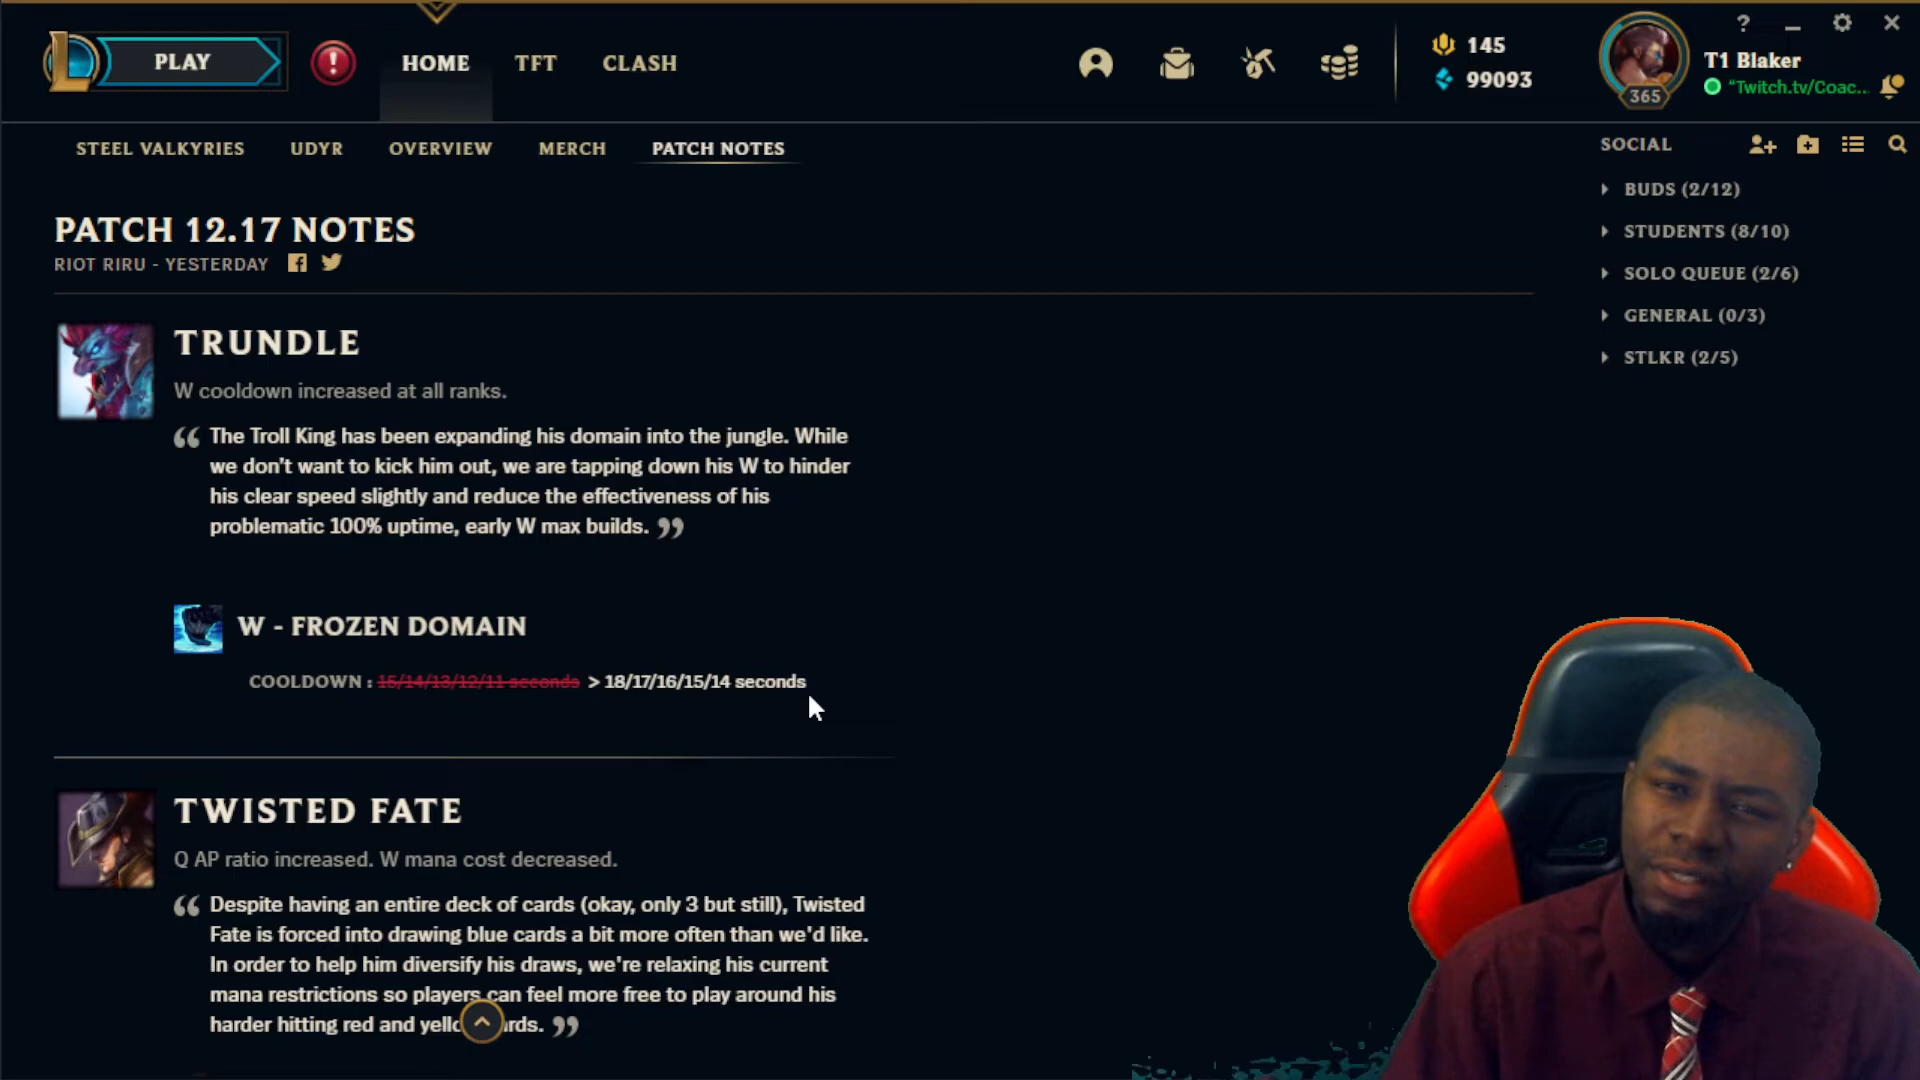 PLAY
HOME
TFT
CLASH
145
99093
365
?
T1 Blaker
"Twitch.tv/Coac...
STEEL VALKYRIES
UDYR
OVERVIEW
MERCH
PATCH NOTES
SOCIAL
BUDS (2/12)
STUDENTS (8/10)
SOLO QUEUE (2/6)
GENERAL (0/3)
STLKR (2/5)
PATCH 12.17 NOTES
RIOT RIRU - YESTERDAY
TRUNDLE
W cooldown increased at all ranks.
“ The Troll King has been expanding his domain into the jungle. While
we don't want to kick him out, we are tapping down his W to hinder
his clear speed slightly and reduce the effectiveness of his
problematic 100% uptime, early W max builds. ”
W - FROZEN DOMAIN
COOLDOWN : 15/14/13/12/11 seconds > 18/17/16/15/14 seconds
TWISTED FATE
Q AP ratio increased. W mana cost decreased.
“ Despite having an entire deck of cards (okay, only 3 but still), Twisted
Fate is forced into drawing blue cards a bit more often than we'd like.
In order to help him diversify his draws, we're relaxing his current
mana restrictions so players can feel more free to play around his
harder hitting red and yello rds. ”